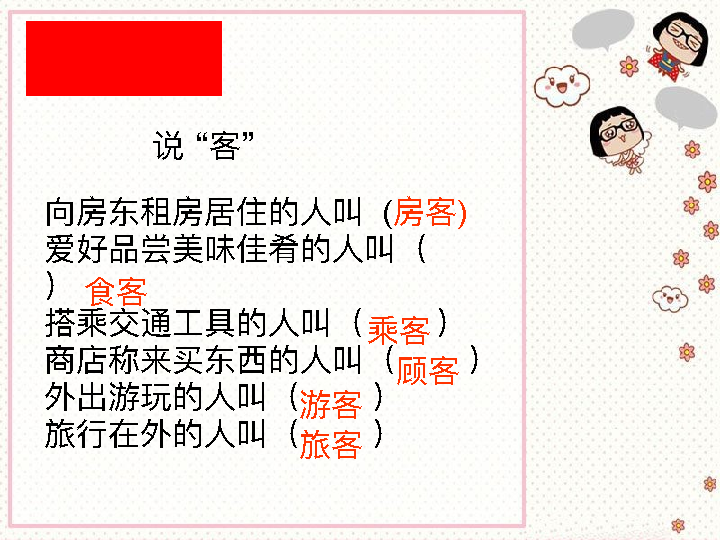 说 “客”
向房东租房居住的人叫 (房客)
爱好品尝美味佳肴的人叫（
） 食客
搭乘交通工具的人叫（乘客）
商店称来买东西的人叫（顾客）
外出游玩的人叫（游客）
旅行在外的人叫（旅客）